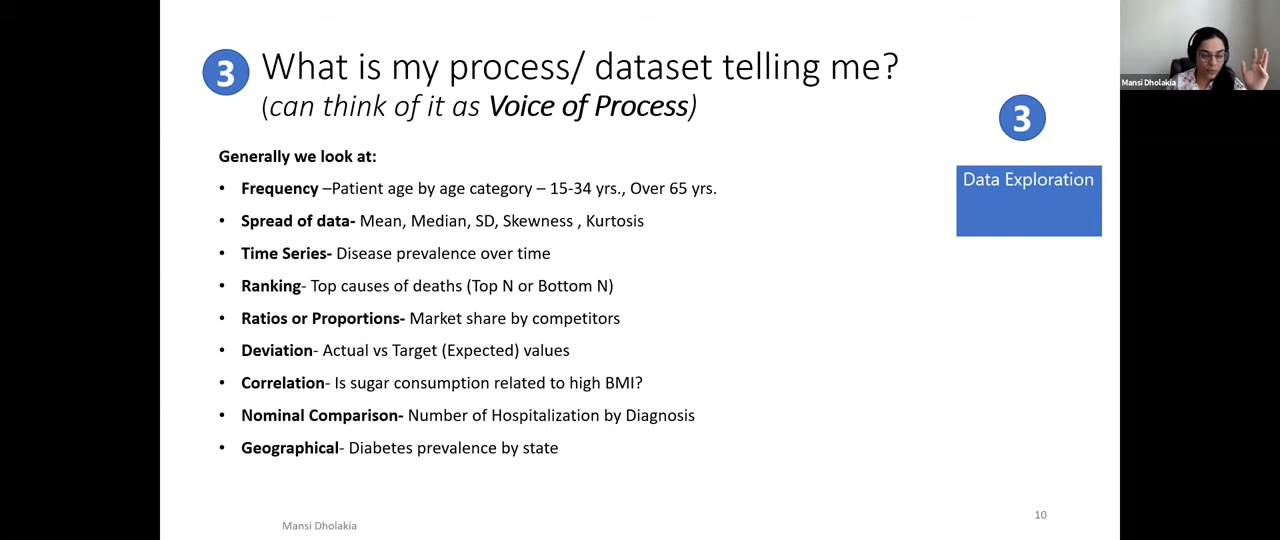 3 What is my process/ dataset telling me?
(can think of it as Voice of Process)
Mansi Dholakia
3
Data Exploration
Generally we look at:
• Frequency –Patient age by age category – 15-34 yrs., Over 65 yrs.
• Spread of data- Mean, Median, SD, Skewness , Kurtosis
• Time Series- Disease prevalence over time
• Ranking- Top causes of deaths (Top N or Bottom N)
• Ratios or Proportions- Market share by competitors
• Deviation- Actual vs Target (Expected) values
• Correlation- Is sugar consumption related to high BMI?
• Nominal Comparison- Number of Hospitalization by Diagnosis
• Geographical- Diabetes prevalence by state
Mansi Dholakia
10